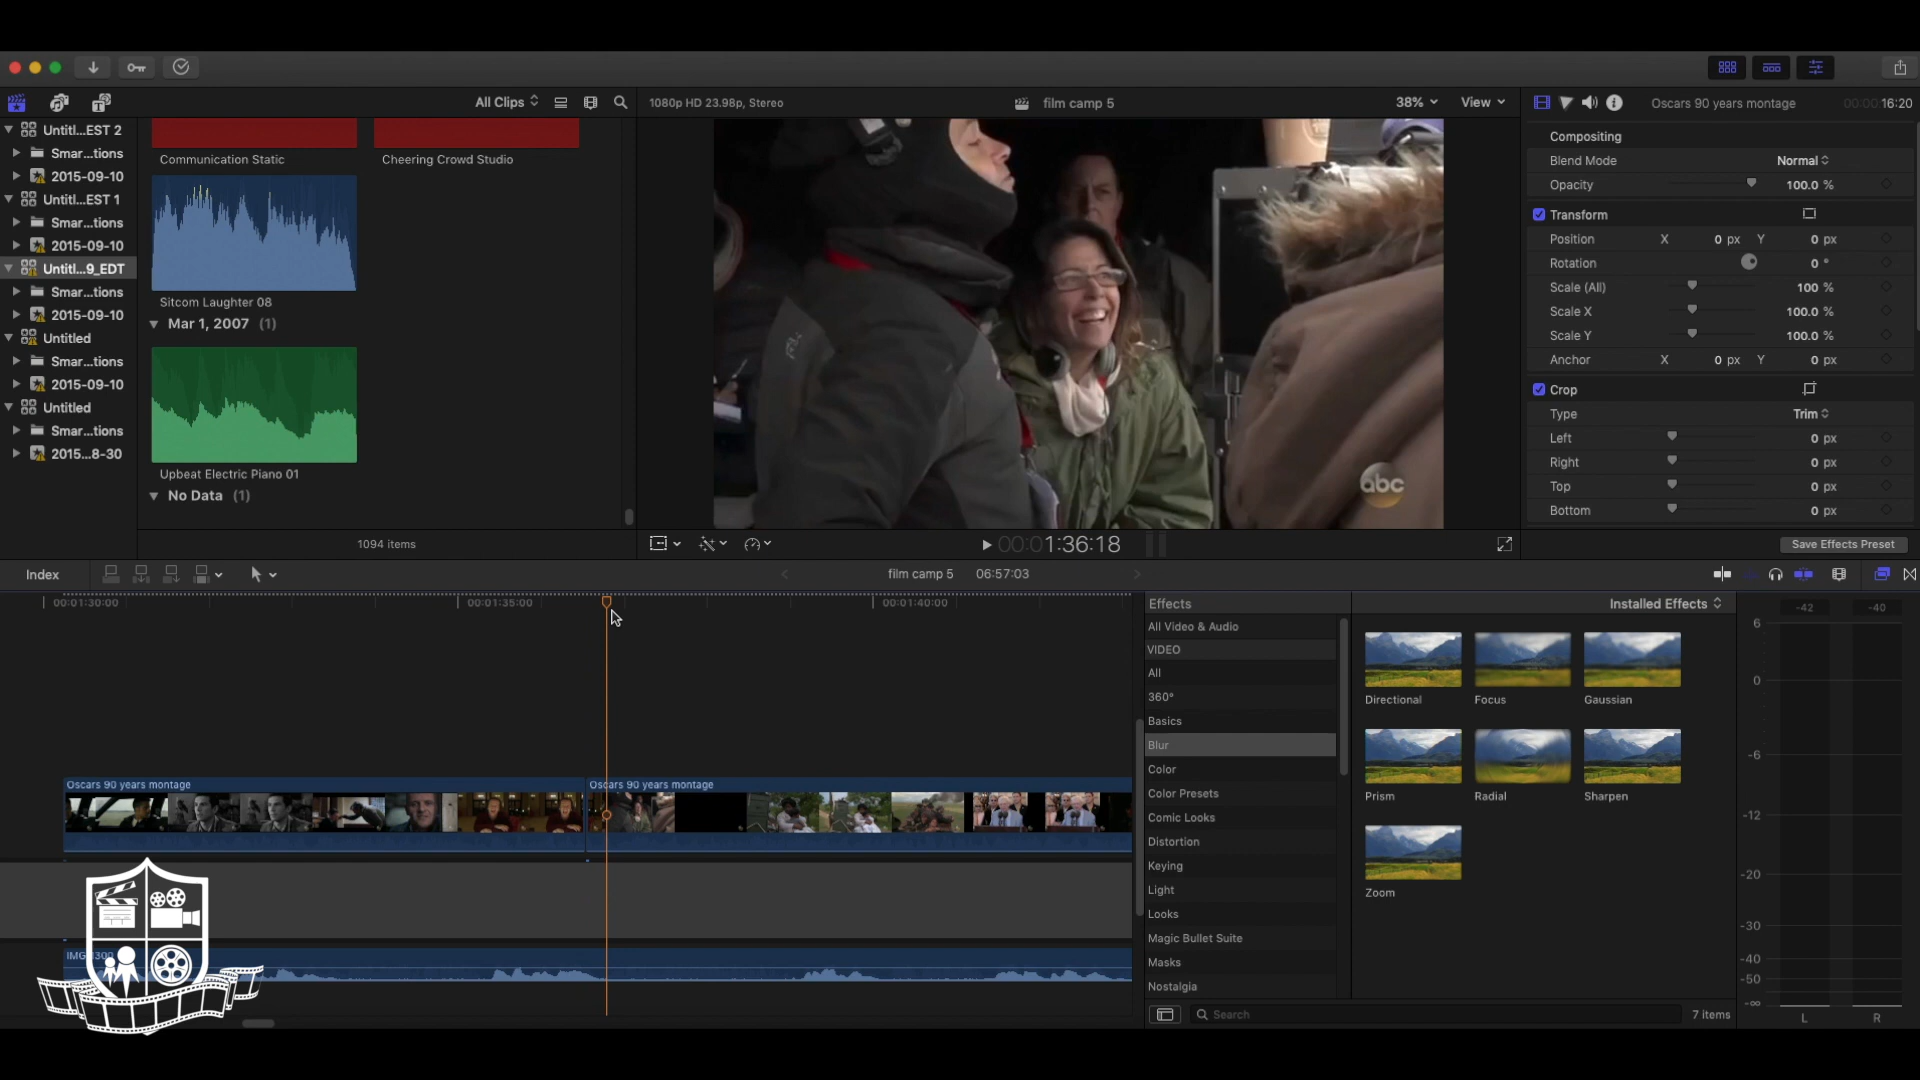 All Clips
1080p HD 23.98p, Stereo
film camp 5
38%
View
Oscars 90 years montage
00:00:16:20
Untitl...EST 2
Smar...tions
2015-09-10
Untitl...EST 1
Smar...tions
2015-09-10
Untitl...9_EDT
Smar...tions
2015-09-10
Untitled
Smar...tions
2015-09-10
Untitled
Smar...tions
2015...8-30
Communication Static
Cheering Crowd Studio
Sitcom Laughter 08
Mar 1, 2007 (1)
Upbeat Electric Piano 01
No Data (1)
1094 items
abc
00:01:36:18
Compositing
Blend Mode
Normal
Opacity
100.0 %
Transform
Position X 0 px Y 0 px
Rotation 0 °
Scale (All) 100 %
Scale X 100.0 %
Scale Y 100.0 %
Anchor X 0 px Y 0 px
Crop
Type Trim
Left 0 px
Right 0 px
Top 0 px
Bottom 0 px
Save Effects Preset
Index
film camp 5
06:57:03
00:01:30:00
00:01:35:00
00:01:40:00
Oscars 90 years montage
Oscars 90 years montage
Effects
Installed Effects
All Video & Audio
VIDEO
All
360°
Basics
Blur
Color
Color Presets
Comic Looks
Distortion
Keying
Light
Looks
Magic Bullet Suite
Masks
Nostalgia
Directional
Focus
Gaussian
Prism
Radial
Sharpen
Zoom
Search
7 items
-42
-40
6
0
-6
-12
-20
-30
-40
-50
-∞
L
R